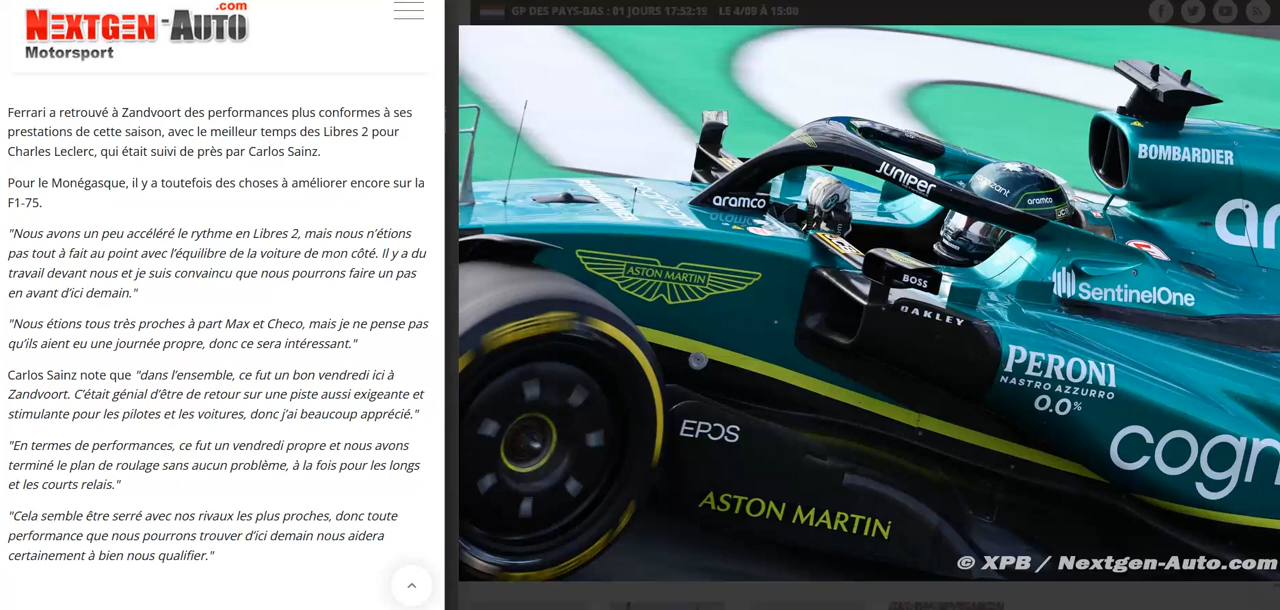 NEXTGEN-AUTO
.com
Motorsport
GP DES PAYS-BAS : 01 JOURS 17:52:19 LE 4/09 À 15:00
Ferrari a retrouvé à Zandvoort des performances plus conformes à ses
prestations de cette saison, avec le meilleur temps des Libres 2 pour
Charles Leclerc, qui était suivi de près par Carlos Sainz.
Pour le Monégasque, il y a toutefois des choses à améliorer encore sur la
F1-75.
"Nous avons un peu accéléré le rythme en Libres 2, mais nous n’étions
pas tout à fait au point avec l’équilibre de la voiture de mon côté. Il y a du
travail devant nous et je suis convaincu que nous pourrons faire un pas
en avant d’ici demain."
"Nous étions tous très proches à part Max et Checo, mais je ne pense pas
qu’ils aient eu une journée propre, donc ce sera intéressant."
Carlos Sainz note que "dans l’ensemble, ce fut un bon vendredi ici à
Zandvoort. C’était génial d’être de retour sur une piste aussi exigeante et
stimulante pour les pilotes et les voitures, donc j’ai beaucoup apprécié."
"En termes de performances, ce fut un vendredi propre et nous avons
terminé le plan de roulage sans aucun problème, à la fois pour les longs
et les courts relais."
"Cela semble être serré avec nos rivaux les plus proches, donc toute
performance que nous pourrons trouver d’ici demain nous aidera
certainement à bien nous qualifier."
BOMBARDIER
JUNIPER
aramco
cognizant
aramco
ar
ASTON MARTIN
BOSS
OAKLEY
SentinelOne
PERONI
NASTRO AZZURRO
0.0%
EPOS
cogn
ASTON MARTIN
© XPB / Nextgen-Auto.com